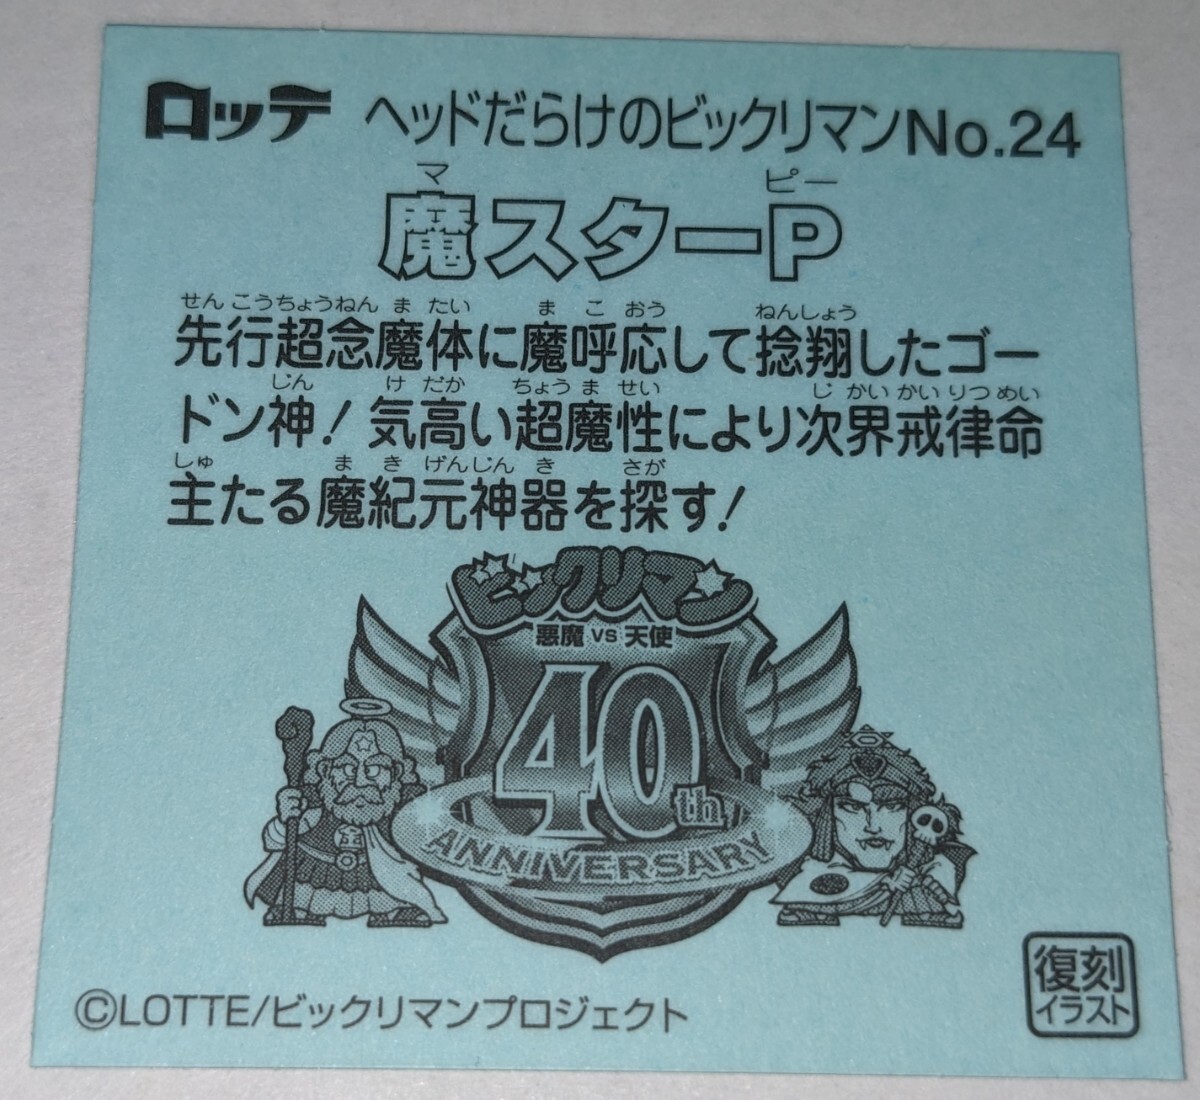 ロッテ ヘッドだらけのビックリマンNo.24
マ ピー
魔スターP
せんこうちょうねんまたい まこおう ねんしょう
先行超念魔体に魔呼応して捻翔したゴー
じん けだか ちょうませい じかいかいりつめい
ドン神!気高い超魔性により次界戒律命
しゅ まきげんじんき さが
主たる魔紀元神器を探す!
ビックリマン
悪魔 VS 天使
40th
ANNIVERSARY
©LOTTE/ビックリマンプロジェクト
復刻
イラスト